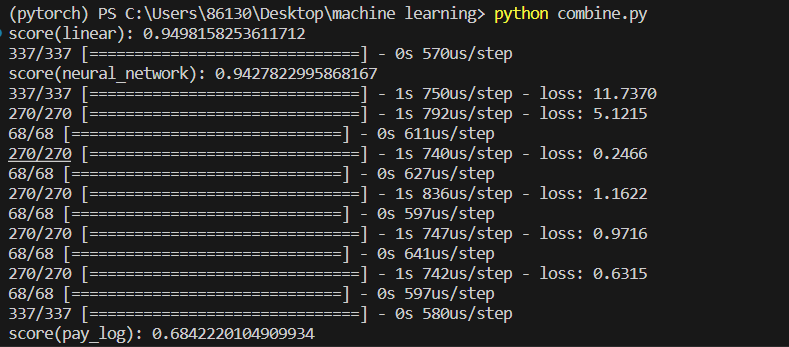 (pytorch) PS C:\Users\86130\Desktop\machine learning> python combine.py
score(linear): 0.9498158253611712
337/337 [==============================] - 0s 570us/step
score(neural_network): 0.9427822995868167
337/337 [==============================] - 1s 750us/step - loss: 11.7370
270/270 [==============================] - 1s 792us/step - loss: 5.1215
68/68 [==============================] - 0s 611us/step
270/270 [==============================] - 1s 740us/step - loss: 0.2466
68/68 [==============================] - 0s 627us/step
270/270 [==============================] - 1s 836us/step - loss: 1.1622
68/68 [==============================] - 0s 597us/step
270/270 [==============================] - 1s 747us/step - loss: 0.9716
68/68 [==============================] - 0s 641us/step
270/270 [==============================] - 1s 742us/step - loss: 0.6315
68/68 [==============================] - 0s 597us/step
337/337 [==============================] - 0s 580us/step
score(pay_log): 0.6842220104909934